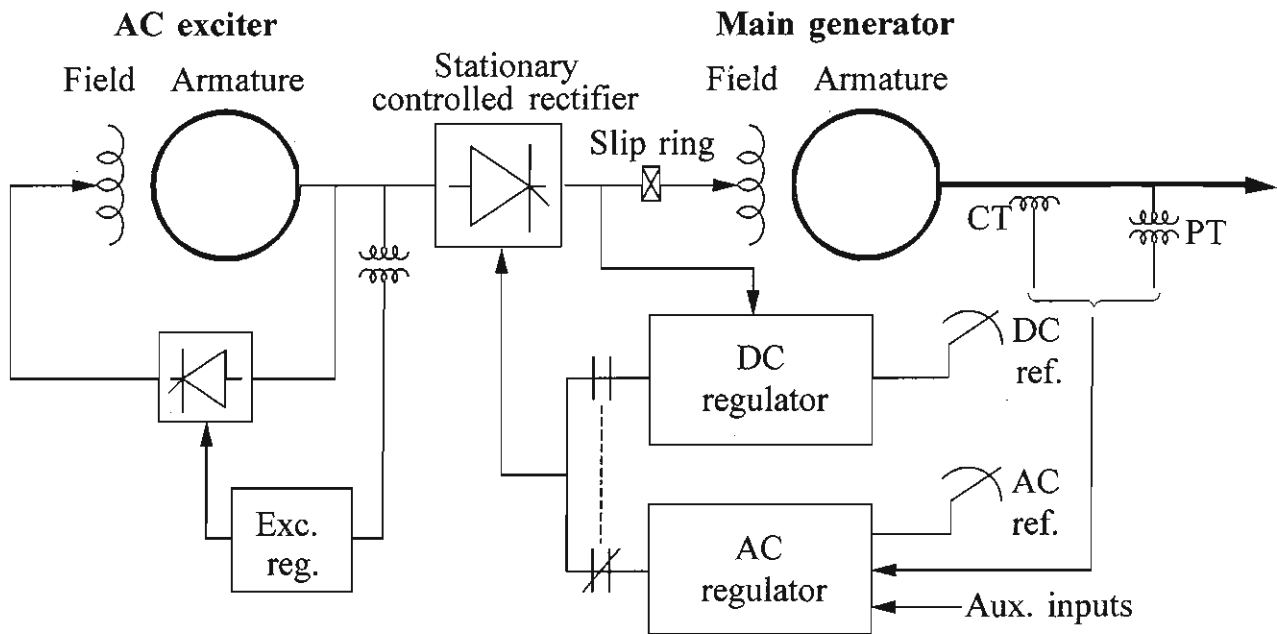 AC exciter
Main generator
Field
Armature
Stationary
controlled rectifier
Field
Armature
Slip ring
CT
PT
DC
regulator
DC
ref.
Exc.
reg.
AC
regulator
AC
ref.
Aux. inputs